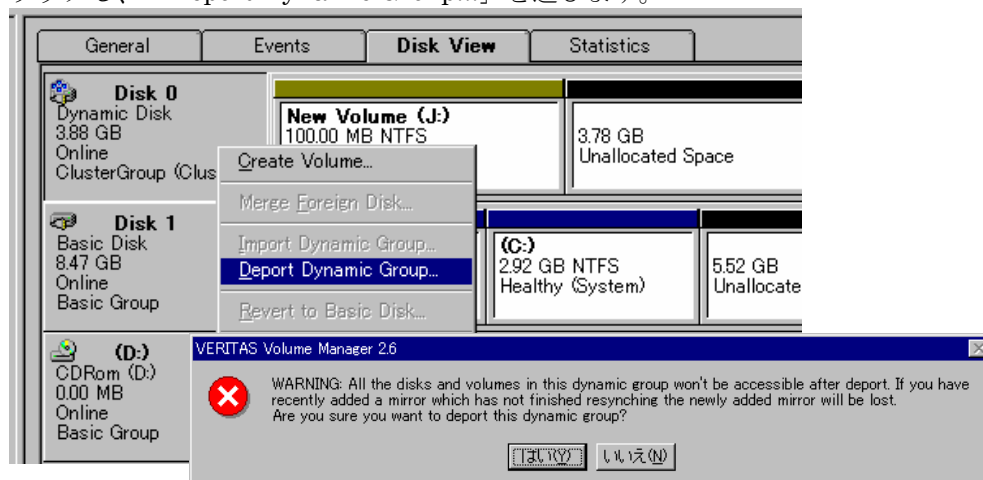 General Events Disk View Statistics
Disk 0
Dynamic Disk
3.88 GB
Online
ClusterGroup (Clus
New Volume (J:)
100.00 MB NTFS
3.78 GB
Unallocated Space
Create Volume...
Merge Foreign Disk...
Import Dynamic Group...
Deport Dynamic Group...
Revert to Basic Disk...
Disk 1
Basic Disk
8.47 GB
Online
Basic Group
(C:)
2.92 GB NTFS
Healthy (System)
5.52 GB
Unallocate
(D:)
CDRom (D:)
0.00 MB
Online
Basic Group
VERITAS Volume Manager 2.6
WARNING: All the disks and volumes in this dynamic group won't be accessible after deport. If you have
recently added a mirror which has not finished resynching the newly added mirror will be lost.
Are you sure you want to deport this dynamic group?
はい(Y) いいえ(N)